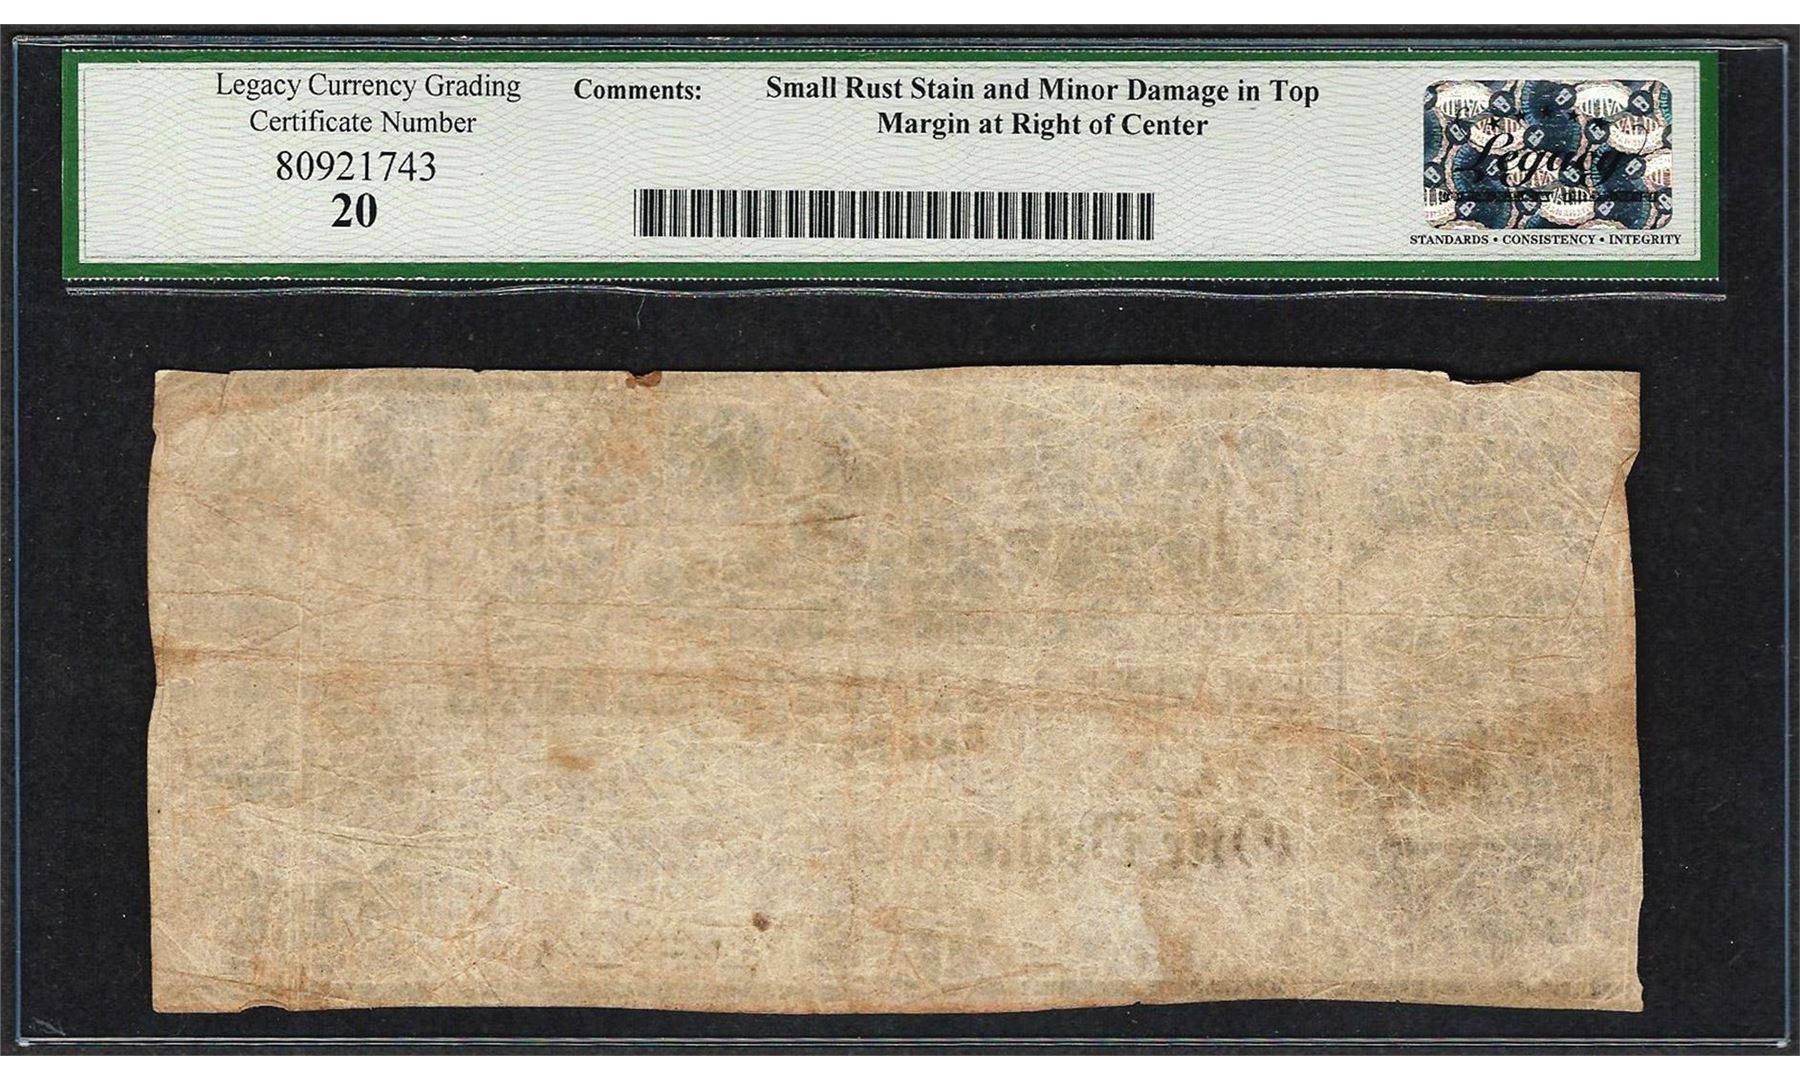 Legacy Currency Grading
Certificate Number
80921743
20
Comments:
Small Rust Stain and Minor Damage in Top
Margin at Right of Center
Legacy
STANDARDS • CONSISTENCY • INTEGRITY